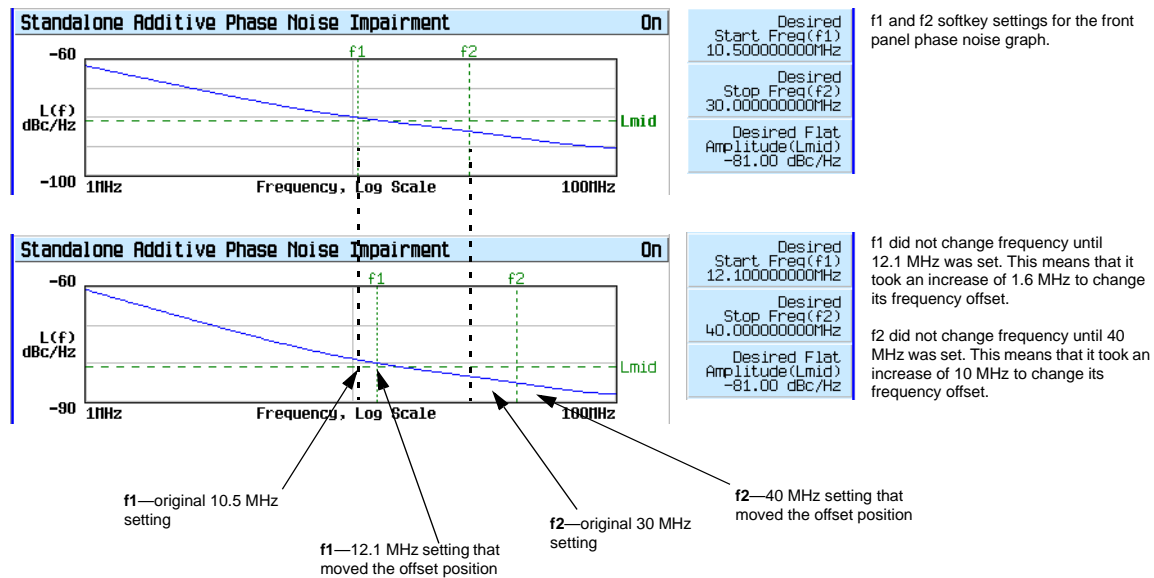 Standalone Additive Phase Noise Impairment On
-60
f1 f2
L(f)
dBc/Hz
Lmid
-100
1MHz Frequency, Log Scale 100MHz
Desired
Start Freq(f1)
10.500000000MHz
Desired
Stop Freq(f2)
30.000000000MHz
Desired Flat
Amplitude(Lmid)
-81.00 dBc/Hz
f1 and f2 softkey settings for the front
panel phase noise graph.
Standalone Additive Phase Noise Impairment On
-60
f1 f2
L(f)
dBc/Hz
Lmid
-90
1MHz Frequency, Log Scale 100MHz
Desired
Start Freq(f1)
12.100000000MHz
Desired
Stop Freq(f2)
40.000000000MHz
Desired Flat
Amplitude(Lmid)
-81.00 dBc/Hz
f1 did not change frequency until
12.1 MHz was set. This means that it
took an increase of 1.6 MHz to change
its frequency offset.
f2 did not change frequency until 40
MHz was set. This means that it took an
increase of 10 MHz to change its
frequency offset.
f1—original 10.5 MHz
setting
f1—12.1 MHz setting that
moved the offset position
f2—original 30 MHz
setting
f2—40 MHz setting that
moved the offset position